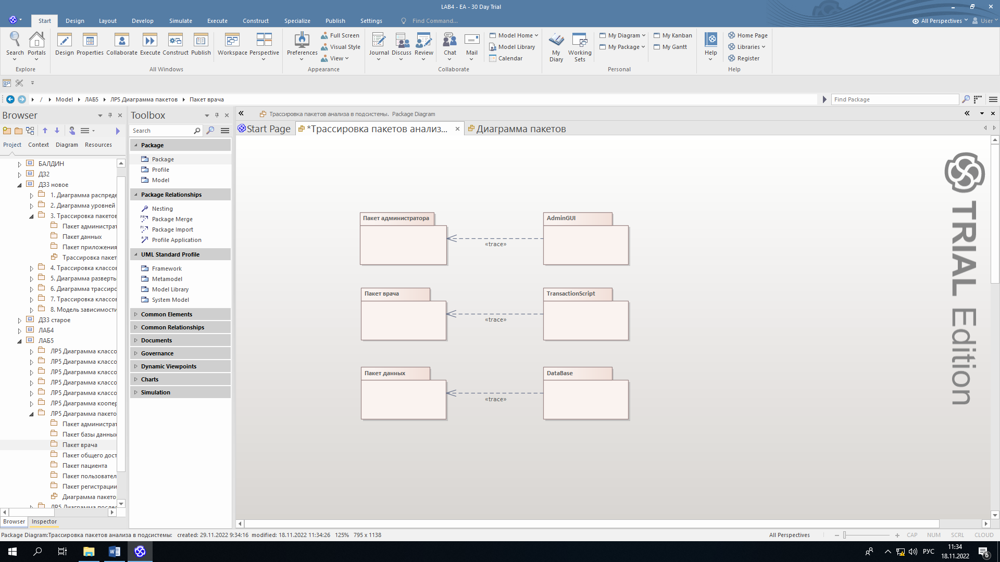 LAB4 - EA - 30 Day Trial
Start Design Layout Develop Simulate Execute Construct Specialize Publish Settings Find Command... All Perspectives User
Search Portals Design Properties Collaborate Execute Construct Publish Workspace Perspective Preferences Full Screen Visual Style View Journal Discuss Review Chat Mail Model Home Model Library Calendar My Diary Working Sets My Diagram My Package My Kanban My Gantt Help Home Page Libraries Register
Explore All Windows Appearance Collaborate Personal Help
/ Model ЛАБ5 ЛР5 Диаграмма пакетов Пакет врача Find Package
Browser
Project Context Diagram Resources
БАЛДИН
ДЗ2
ДЗ3 новое
1. Диаграмма распреде
2. Диаграмма уровней
3. Трассировка пакетов
Пакет администрат
Пакет данных
Пакет приложения
Трассировка пакет
4. Трассировка классов
5. Диаграмма разверты
6. Диаграмма трассиро
7. Трассировка классов
8. Модель зависимости
ДЗ3 старое
ЛАБ4
ЛАБ5
ЛР5 Диаграмма классо
ЛР5 Диаграмма классо
ЛР5 Диаграмма классо
ЛР5 Диаграмма классо
ЛР5 Диаграмма классо
ЛР5 Диаграмма коопер
ЛР5 Диаграмма пакето
Пакет администрат
Пакет базы данных
Пакет врача
Пакет общего дост
Пакет пациента
Пакет пользовател
Пакет регистрации
Диаграмма пакето
ЛР5 Диаграмма послед
Browser Inspector
Toolbox
Search
Package
Package
Profile
Model
Package Relationships
Nesting
Package Merge
Package Import
Profile Application
UML Standard Profile
Framework
Metamodel
Model Library
System Model
Common Elements
Common Relationships
Documents
Governance
Dynamic Viewpoints
Charts
Simulation
Трассировка пакетов анализа в подсистемы. Package Diagram
Start Page *Трассировка пакетов анализ... Диаграмма пакетов
Пакет администратора
AdminGUI
«trace»
Пакет врача
TransactionScript
«trace»
Пакет данных
DataBase
«trace»
TRIAL Edition
Package Diagram:Трассировка пакетов анализа в подсистемы: created: 29.11.2022 9:34:16 modified: 18.11.2022 11:34:26 125% 795 x 1138 All Perspectives CAP NUM SCRL CLOUD
РУС
11:34
18.11.2022
6